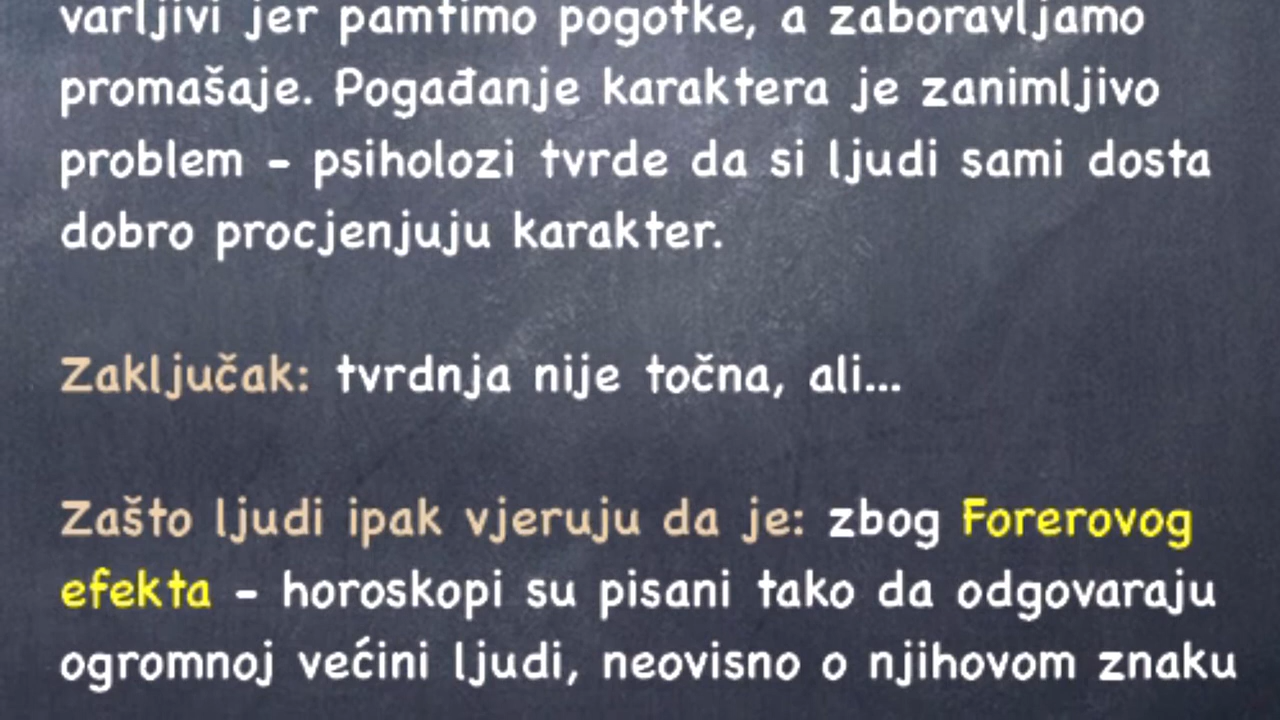 varljivi jer pamtimo pogotke, a zaboravljamo
promašaje. Pogađanje karaktera je zanimljivo
problem - psiholozi tvrde da si ljudi sami dosta
dobro procjenjuju karakter.
Zaključak: tvrdnja nije točna, ali...
Zašto ljudi ipak vjeruju da je: zbog Forerovog
efekta - horoskopi su pisani tako da odgovaraju
ogromnoj većini ljudi, neovisno o njihovom znaku